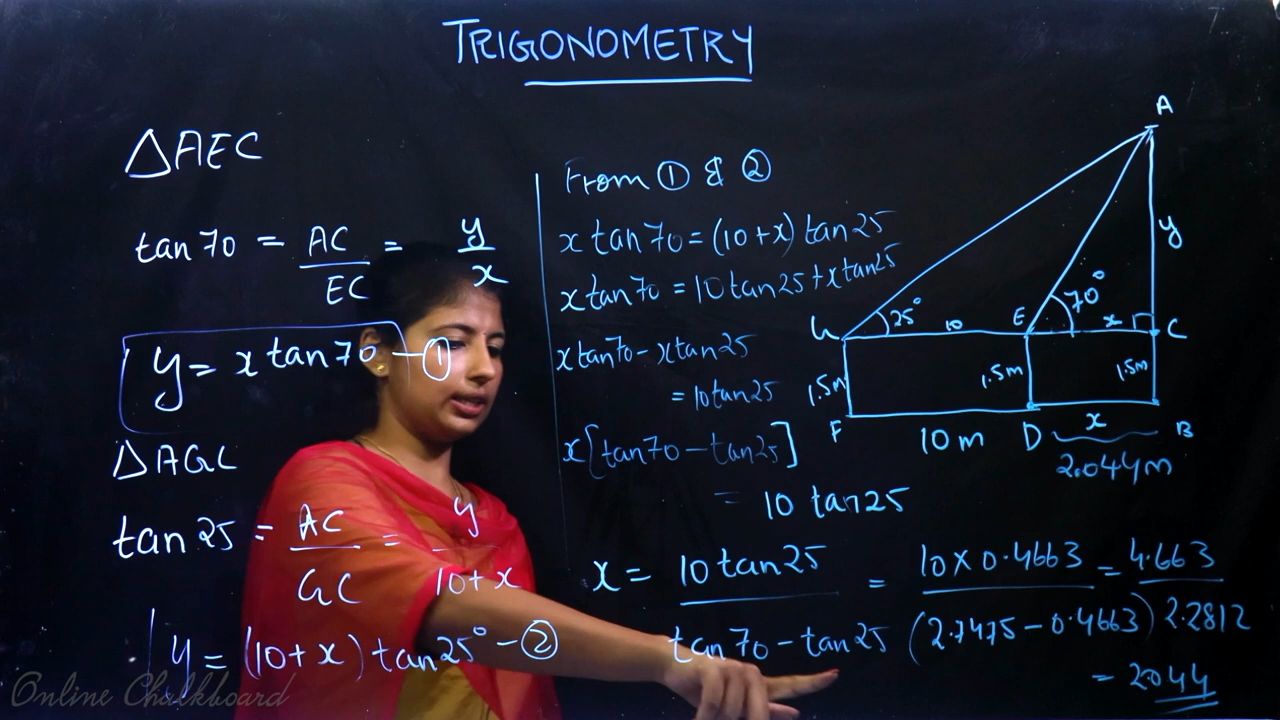 TRIGONOMETRY
△AEC
tan 70 = AC/EC = y/x
y = x tan 70 – ①
△AGC
tan 25 = AC/GC = y/10+x
y = (10+x) tan 25° – ②
From ① & ②
x tan 70 = (10+x) tan 25
x tan 70 = 10 tan 25 + x tan 25
x tan 70 – x tan 25
= 10 tan 25
x[tan 70 – tan 25]
= 10 tan 25
x = 10 tan 25/tan 70 – tan 25 = 10 × 0.4663/(2.7475 – 0.4663) = 4.663/2.2812
= 2.044
A
y
70°
25°
G 10 E x C
1.5m 1.5m 1.5m
F 10 m D x B
2.044m
Online Chalkboard